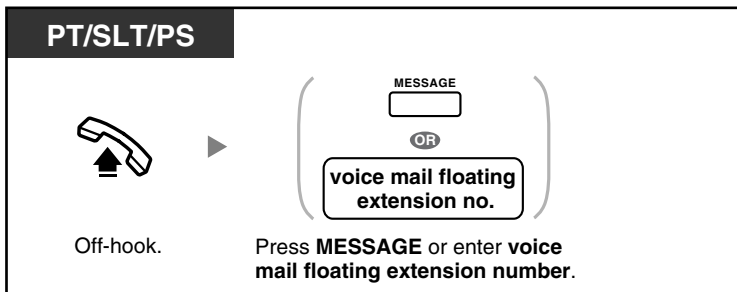 PT/SLT/PS
MESSAGE
OR
voice mail floating
extension no.
Off-hook.
Press MESSAGE or enter voice
mail floating extension number.